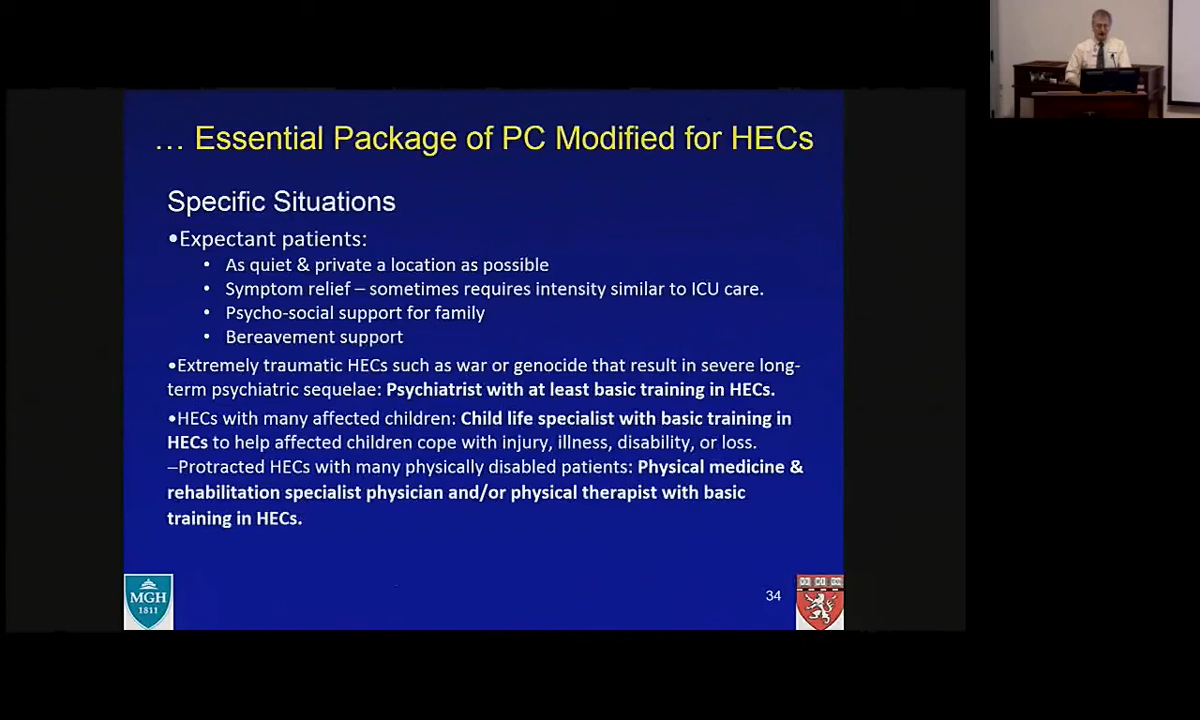 … Essential Package of PC Modified for HECs
Specific Situations
•Expectant patients:
• As quiet & private a location as possible
• Symptom relief – sometimes requires intensity similar to ICU care.
• Psycho-social support for family
• Bereavement support
•Extremely traumatic HECs such as war or genocide that result in severe long-
term psychiatric sequelae: Psychiatrist with at least basic training in HECs.
•HECs with many affected children: Child life specialist with basic training in
HECs to help affected children cope with injury, illness, disability, or loss.
–Protracted HECs with many physically disabled patients: Physical medicine &
rehabilitation specialist physician and/or physical therapist with basic
training in HECs.
MGH
1811
34